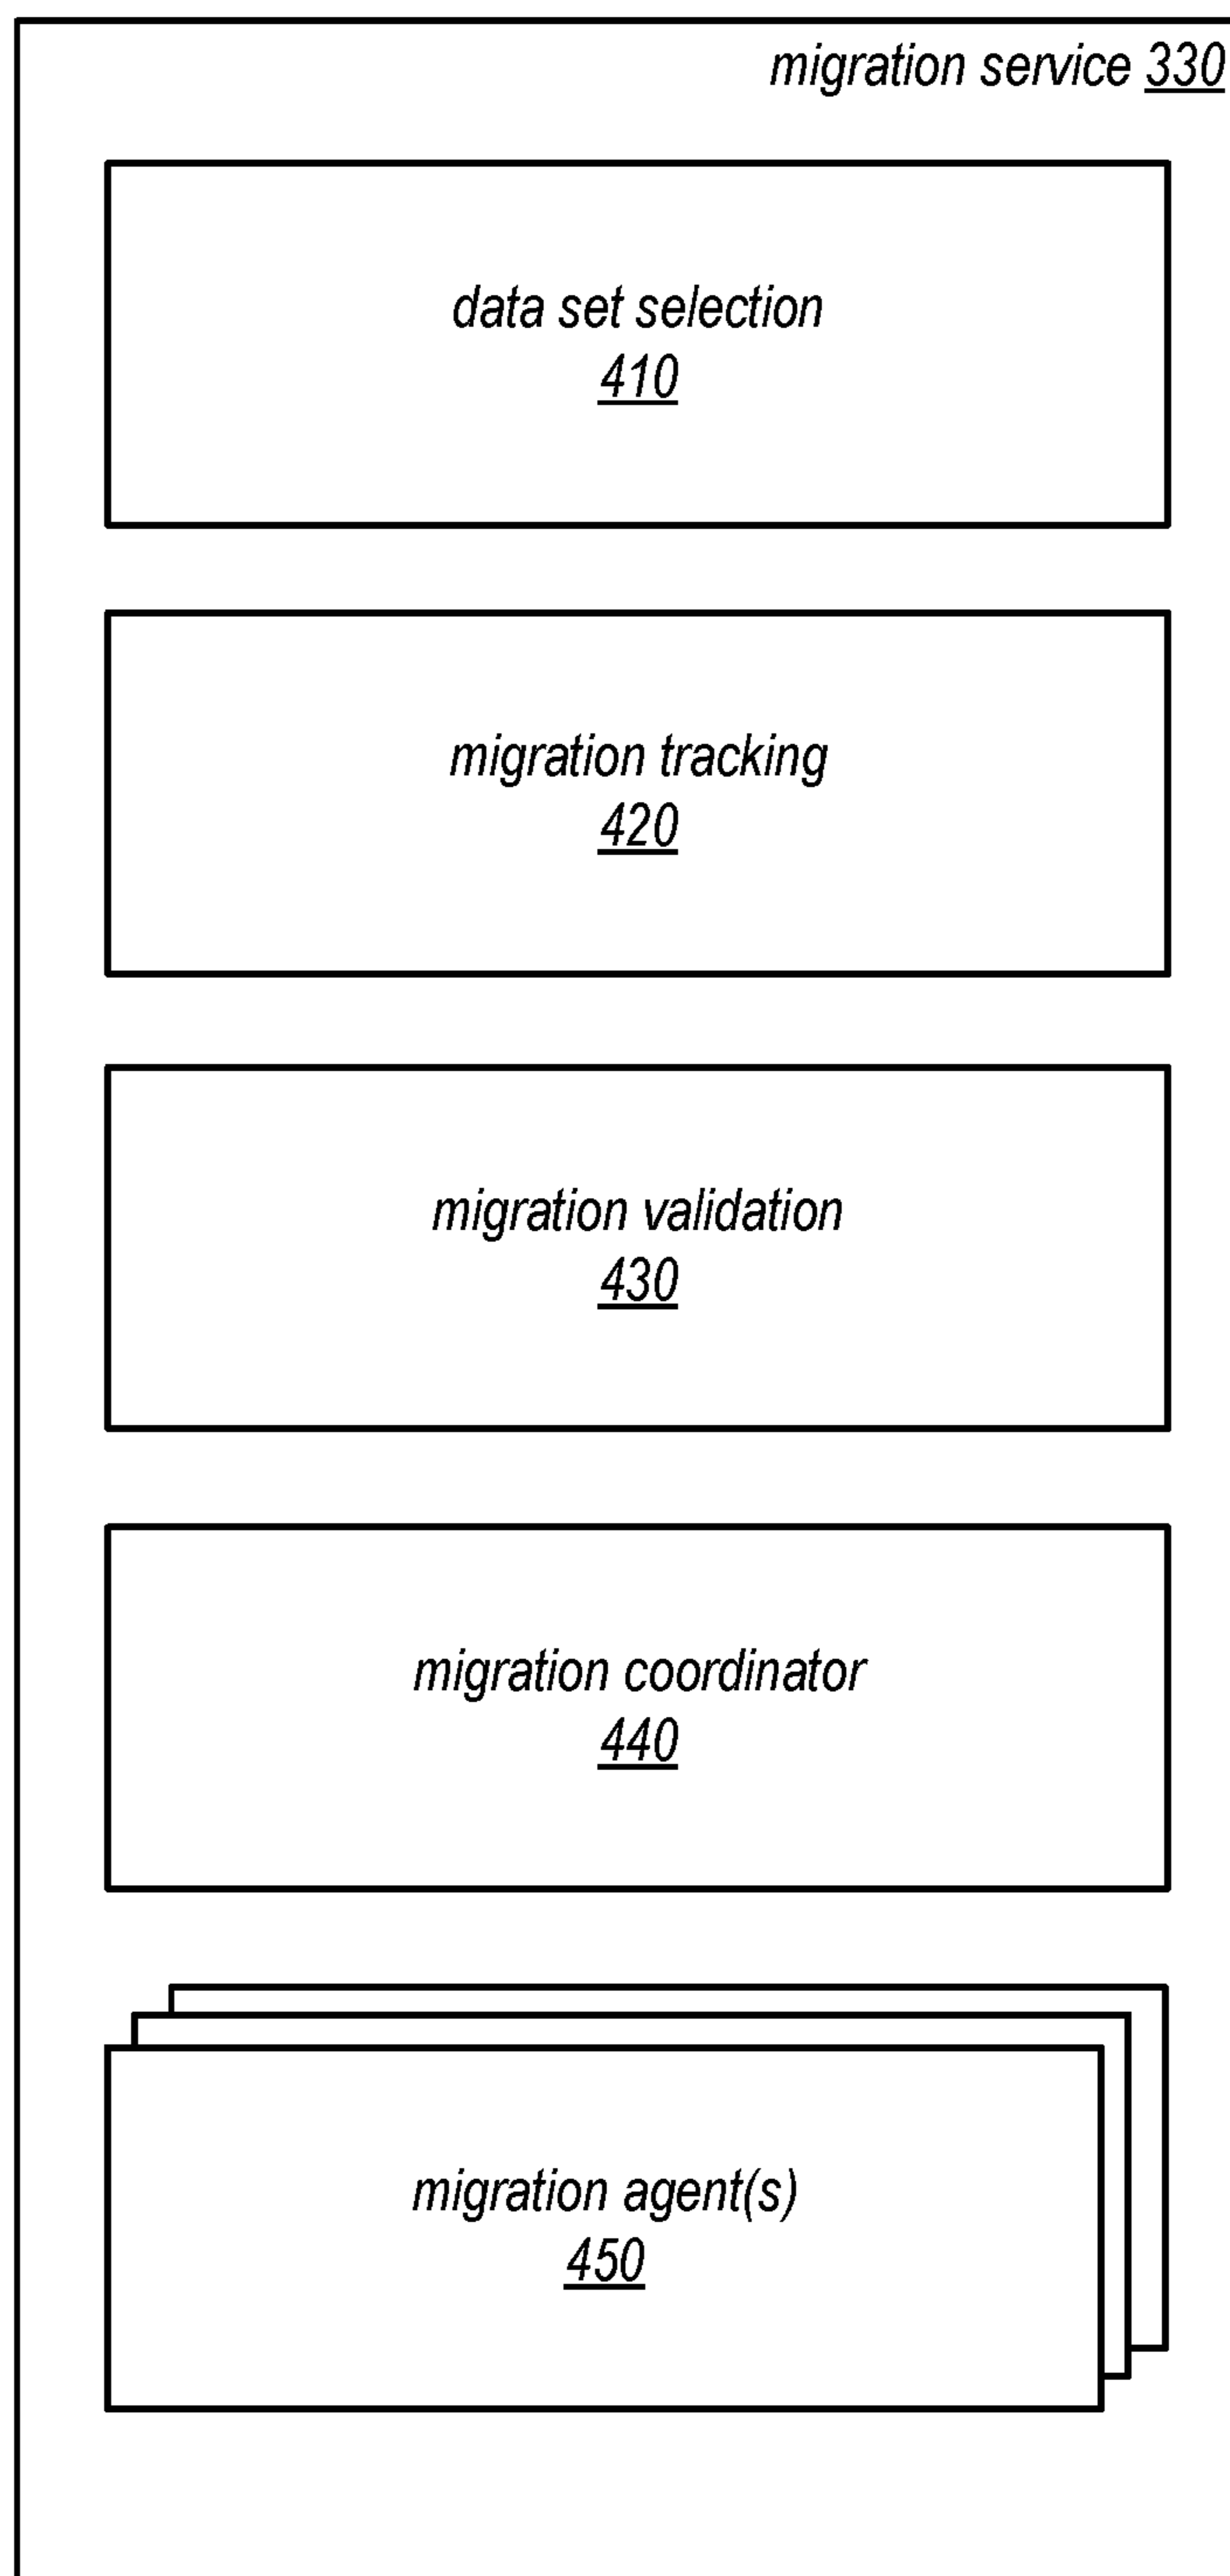 migration service 330
data set selection
410
migration tracking
420
migration validation
430
migration coordinator
440
migration agent(s)
450